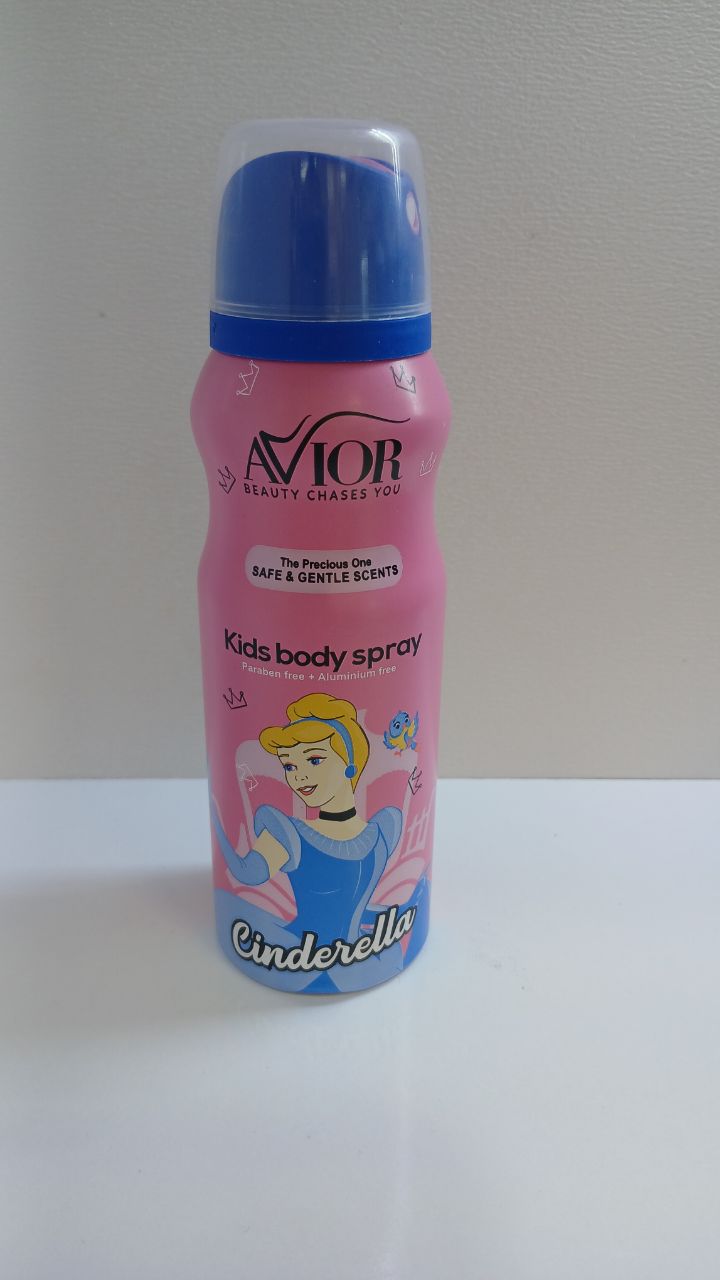 AVIOR
BEAUTY CHASES YOU
The Precious One
SAFE & GENTLE SCENTS
Kids body spray
Paraben free + Aluminium free
Cinderella